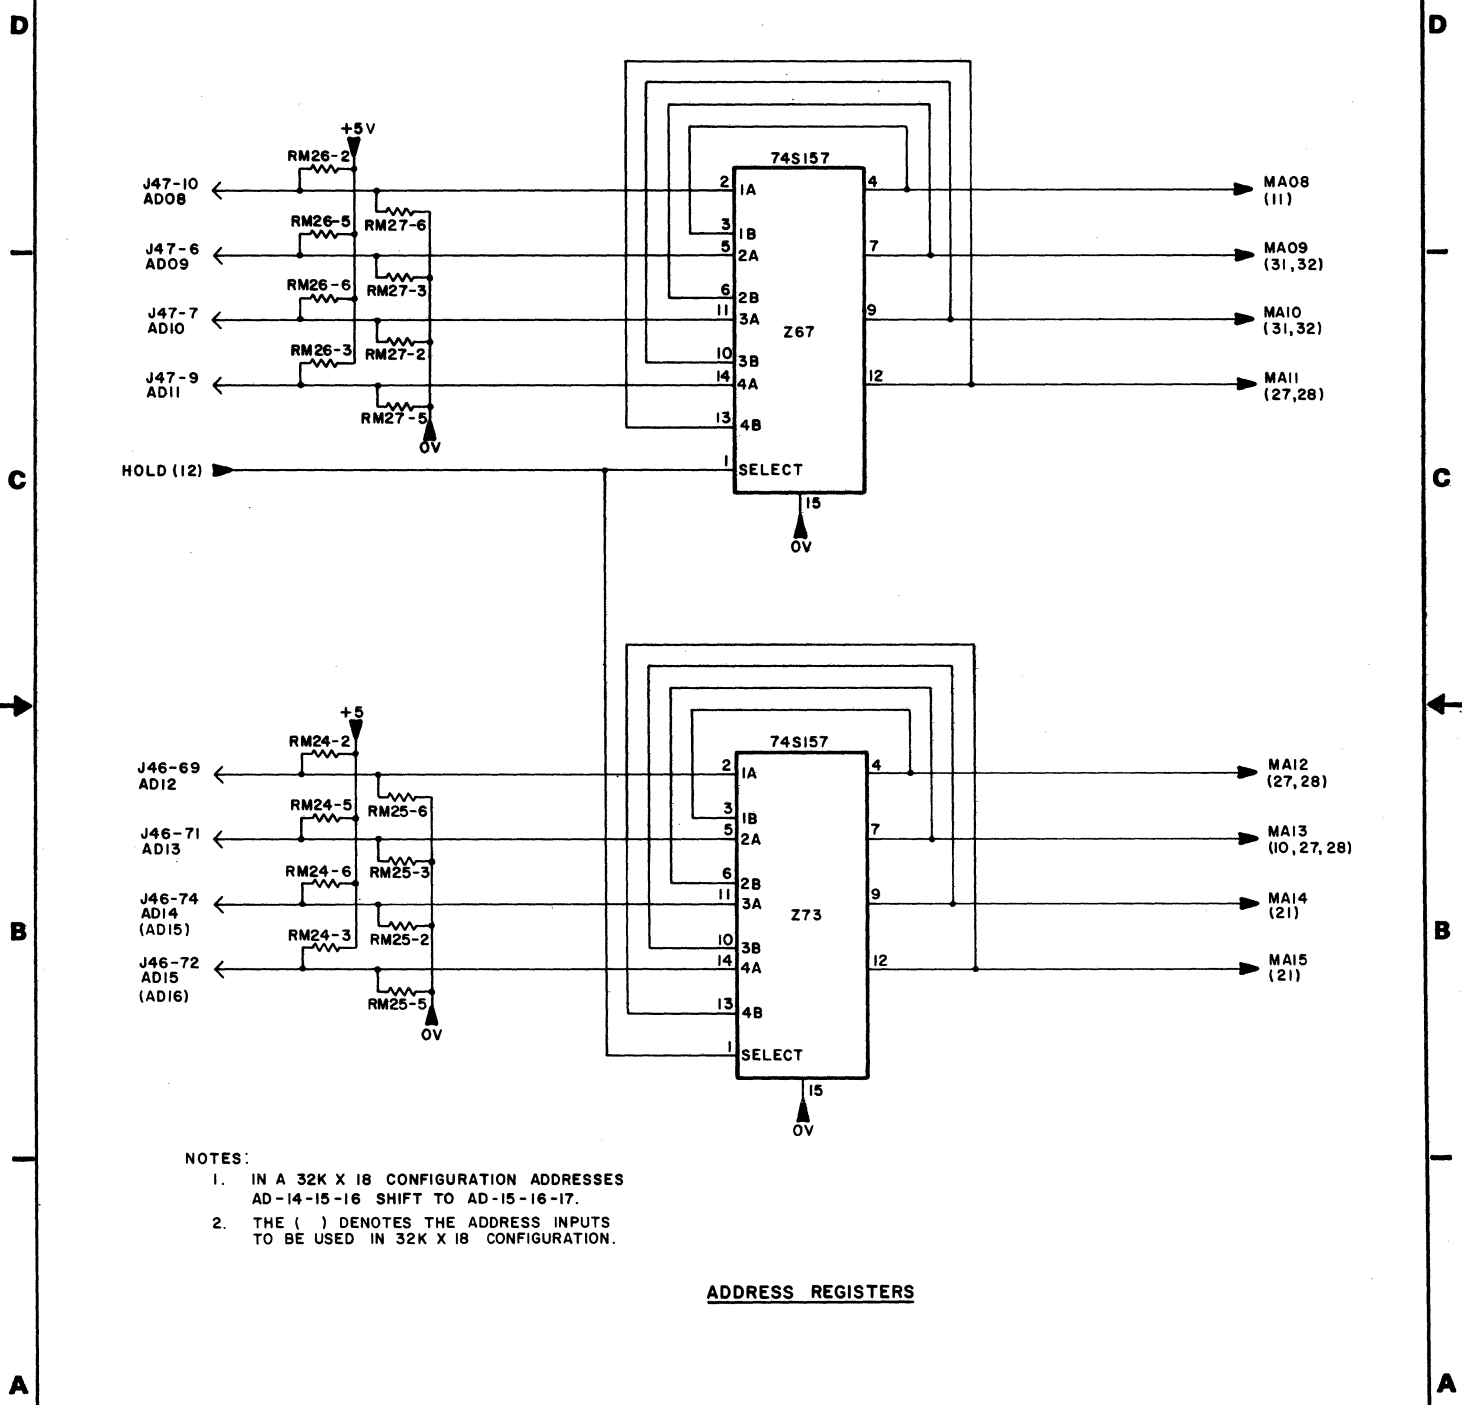 D D
+5V
RM26-2
74S157
J47-10
AD08
2 1A
4
MA08
(11)
RM26-5
RM27-6
3 1B
J47-6
AD09
5 2A
7
MA09
(31,32)
RM26-6
RM27-3
6 2B
J47-7
AD10
11 3A
Z67
9
MA10
(31,32)
RM26-3
RM27-2
10 3B
J47-9
AD11
14 4A
12
MA11
(27,28)
RM27-5
13 4B
0V
HOLD (12)
1 SELECT
C C
15
0V
+5
RM24-2
74S157
J46-69
AD12
2 1A
4
MA12
(27,28)
RM24-5
RM25-6
3 1B
J46-71
AD13
5 2A
7
MA13
(10,27,28)
RM24-6
RM25-3
6 2B
J46-74
AD14
(AD15)
11 3A
Z73
9
MA14
(21)
B B
RM24-3
RM25-2
10 3B
J46-72
AD15
(AD16)
14 4A
12
MA15
(21)
RM25-5
13 4B
0V
1 SELECT
15
0V
NOTES:
1. IN A 32K X 18 CONFIGURATION ADDRESSES
AD-14-15-16 SHIFT TO AD-15-16-17.
2. THE ( ) DENOTES THE ADDRESS INPUTS
TO BE USED IN 32K X 18 CONFIGURATION.
ADDRESS REGISTERS
A A